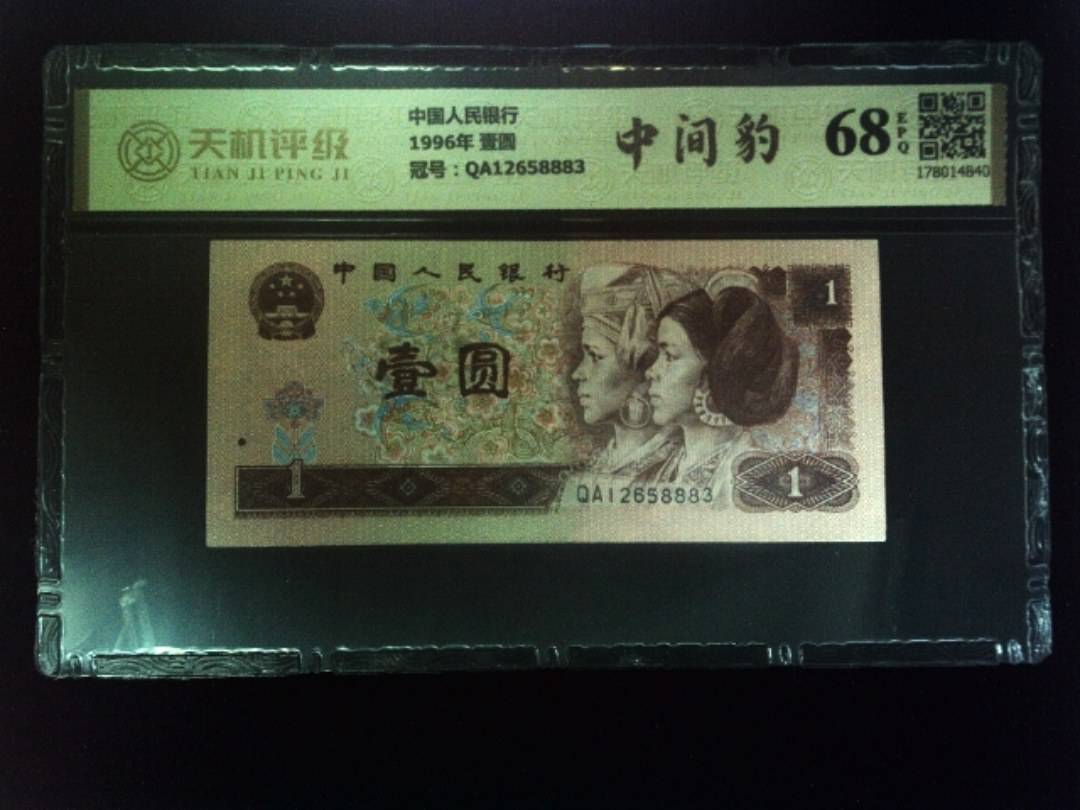 天机评级
TIAN JI PING JI
中国人民银行
1996年 壹圆
冠号：QA12658883
中间豹
68
EPQ
178014840
中国人民银行
1
壹圆
1
QA12658883
1